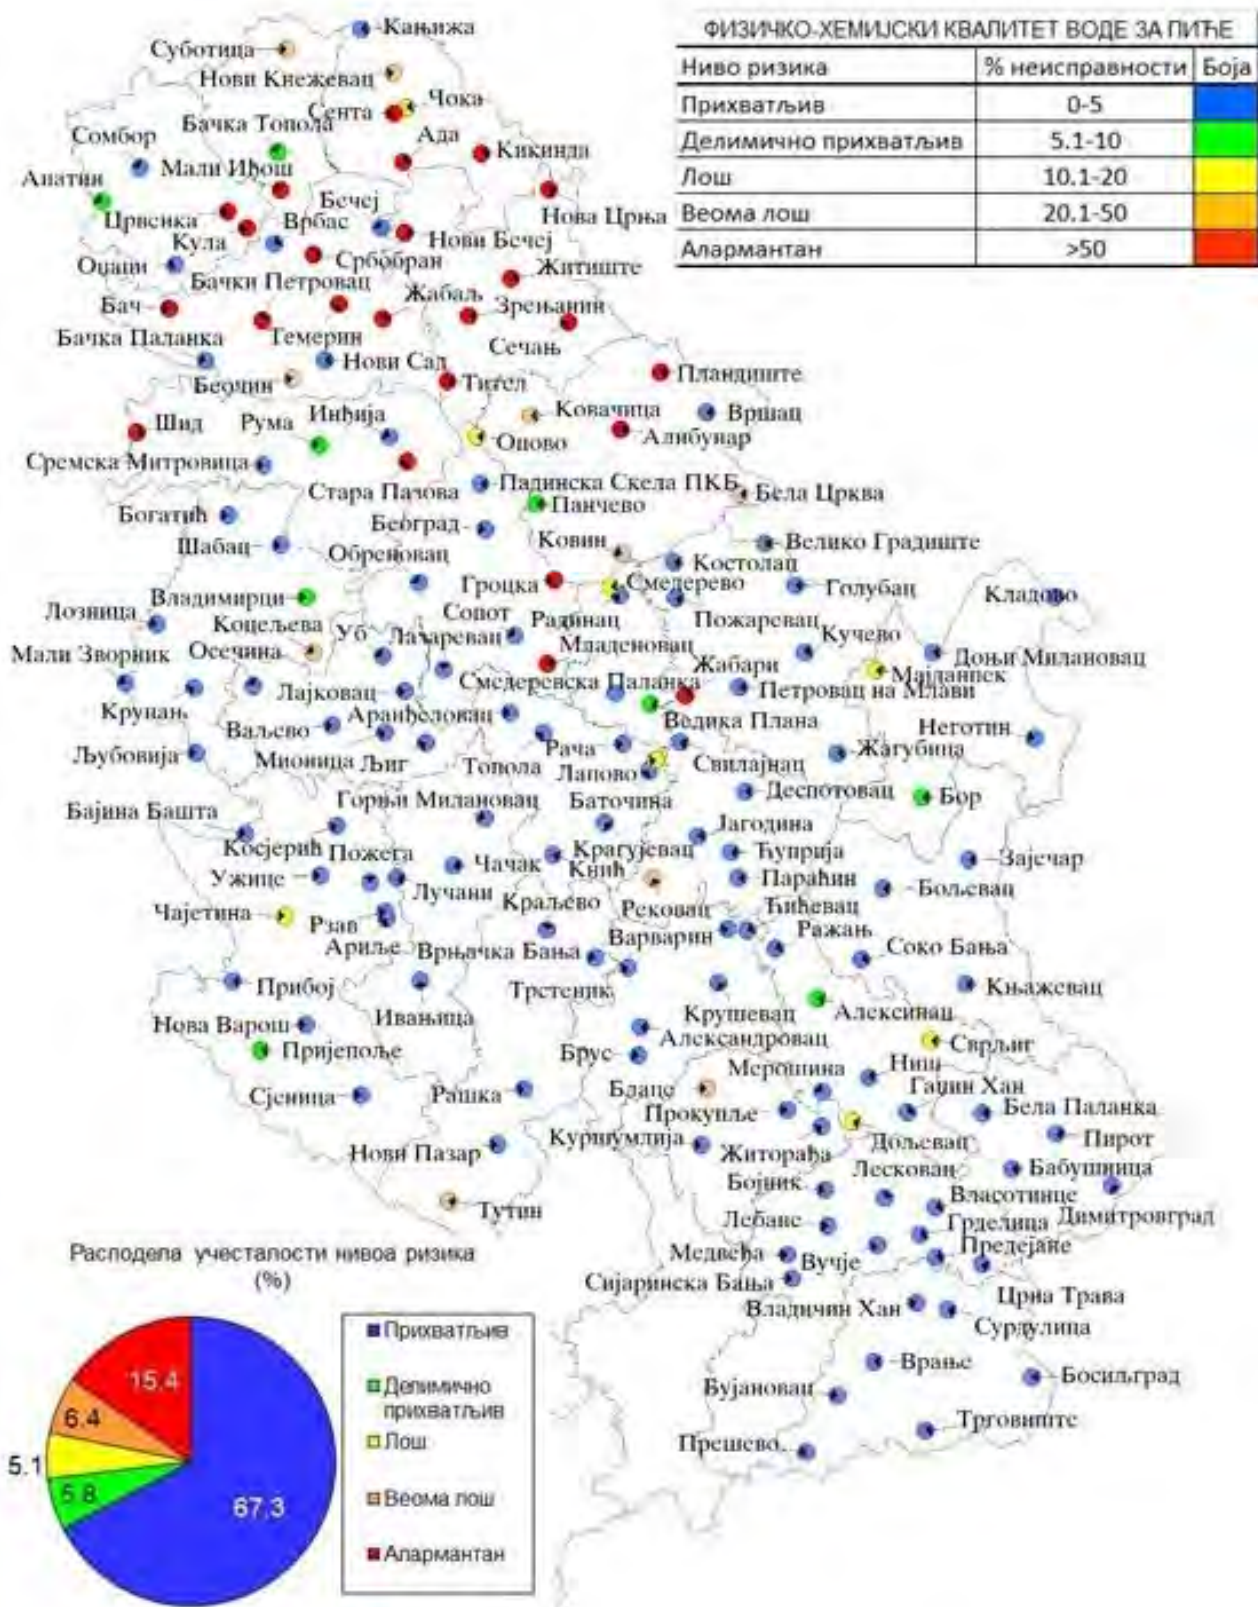 ФИЗИЧКО-ХЕМИЈСКИ КВАЛИТЕТ ВОДЕ ЗА ПИЋЕ
Ниво ризика % неисправности Боја
Прихватљив 0-5
Делимично прихватљив 5.1-10
Лош 10.1-20
Веома лош 20.1-50
Алармантан >50
Кањижа
Суботица
Нови Кнежевац
Чока
Сента
Бачка Топола
Сомбор
Ада
Кикинда
Мали Иђош
Апатин
Бечеј
Нова Црња
Црвенка
Врбас
Кула
Нови Бечеј
Србобран
Оџаци
Житиште
Бачки Петровац
Жабаљ
Бач
Зрењанин
Темерин
Бачка Паланка
Сечањ
Нови Сад
Беочин
Тител
Пландиште
Ковачица
Вршац
Шид
Рума
Инђија
Опово
Алибунар
Сремска Митровица
Стара Пазова
Падинска Скела ПКБ
Бела Црква
Панчево
Богатић
Београд
Шабац
Обреновац
Ковин
Велико Градиште
Костолац
Гроцка
Смедерево
Голубац
Кладово
Владимирци
Лозница
Сопот
Радинац
Пожаревац
Коцељева
Уб
Лазаревац
Младеновац
Кучево
Мали Зворник
Осечина
Жабари
Доњи Милановац
Мајданпек
Смедеревска Паланка
Лајковац
Петровац на Млави
Крупањ
Аранђеловац
Велика Плана
Ваљево
Неготин
Љубовија
Мионица
Љиг
Топола
Рача
Жагубица
Свилајнац
Лапово
Деспотовац
Бор
Баточина
Горњи Милановац
Бајина Башта
Јагодина
Косјерић
Пожега
Крагујевац
Ћуприја
Зајечар
Чачак
Кнић
Ужице
Лучани
Параћин
Бољевац
Краљево
Рековац
Ћићевац
Чајетина
Рзав
Варварин
Ражањ
Ариље
Врњачка Бања
Соко Бања
Трстеник
Прибој
Књажевац
Крушевац
Алексинац
Нова Варош
Ивањица
Александровац
Пријепоље
Брус
Сврљиг
Мерошина
Ниш
Блаце
Гаџин Хан
Сјеница
Рашка
Прокупље
Бела Паланка
Куршумлија
Дољевац
Пирот
Нови Пазар
Житорађа
Лесковац
Бабушница
Бојник
Власотинце
Тутин
Димитровград
Лебане
Грделица
Медвеђа
Вучје
Предејане
Сијаринска Бања
Црна Трава
Владичин Хан
Сурдулица
Врање
Босиљград
Бујановац
Трговиште
Прешево
Расподела учесталости нивоа ризика
(%)
15.4
6.4
5.1
5.8
67.3
Прихватљив
Делимично
прихватљив
Лош
Веома лош
Алармантан